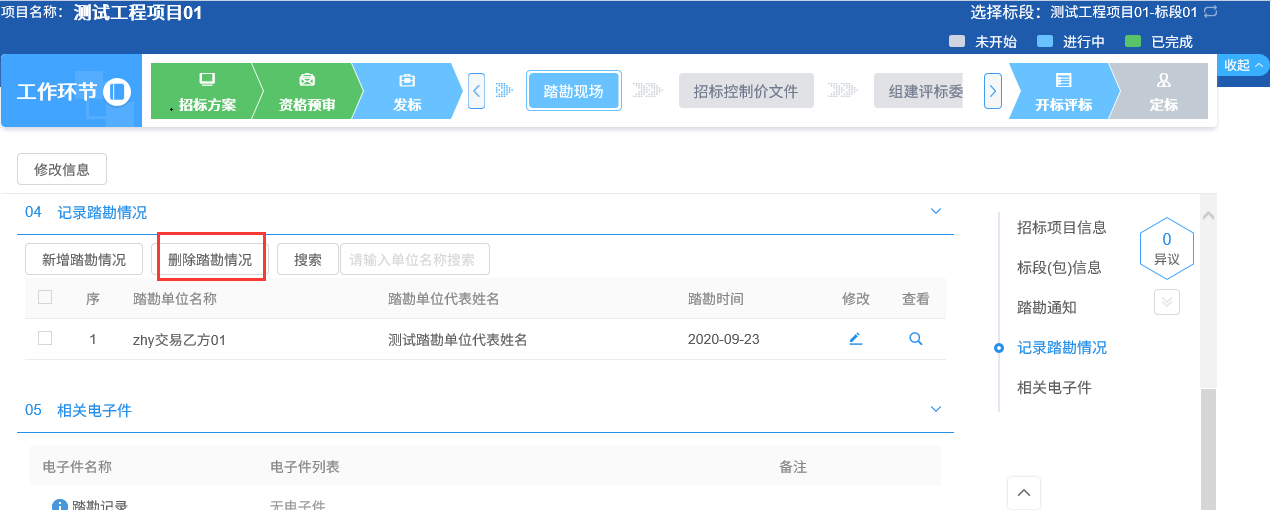 项目名称： 测试工程项目01
选择标段： 测试工程项目01-标段01
未开始 进行中 已完成
收起
工作环节
招标方案 资格预审 发标 踏勘现场 招标控制价文件 组建评标委 开标评标 定标
修改信息
04 记录踏勘情况
新增踏勘情况 删除踏勘情况 搜索 请输入单位名称搜索
序 踏勘单位名称 踏勘单位代表姓名 踏勘时间 修改 查看
1 zhy交易乙方01 测试踏勘单位代表姓名 2020-09-23
05 相关电子件
电子件名称 电子件列表 备注
踏勘记录 无电子件
招标项目信息
标段(包)信息
踏勘通知
记录踏勘情况
相关电子件
0
异议